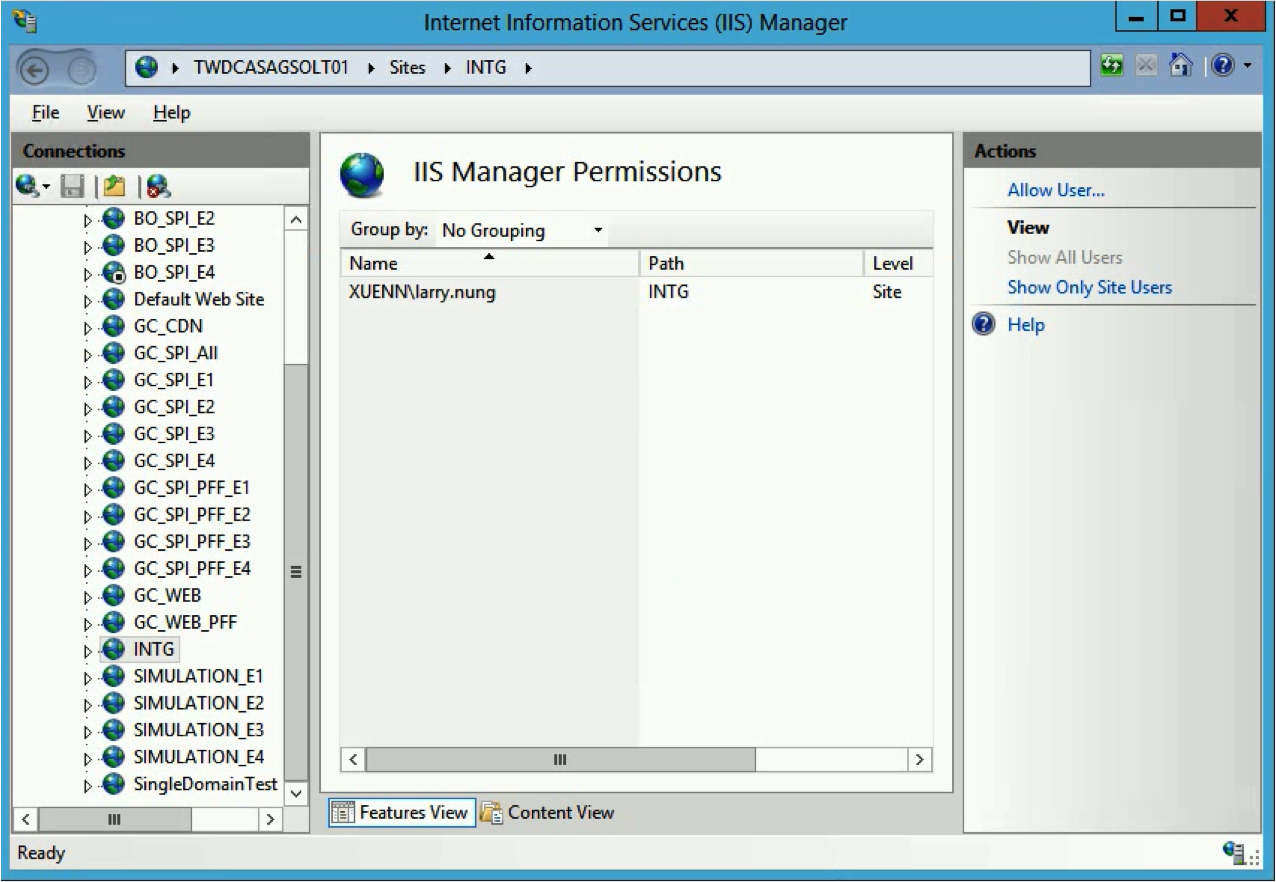 Internet Information Services (IIS) Manager
TWDCASAGSOLT01 Sites INTG
File View Help
Connections
BO_SPI_E2
BO_SPI_E3
BO_SPI_E4
Default Web Site
GC_CDN
GC_SPI_All
GC_SPI_E1
GC_SPI_E2
GC_SPI_E3
GC_SPI_E4
GC_SPI_PFF_E1
GC_SPI_PFF_E2
GC_SPI_PFF_E3
GC_SPI_PFF_E4
GC_WEB
GC_WEB_PFF
INTG
SIMULATION_E1
SIMULATION_E2
SIMULATION_E3
SIMULATION_E4
SingleDomainTest
IIS Manager Permissions
Group by: No Grouping
Name Path Level
XUENN\larry.nung INTG Site
Features View Content View
Actions
Allow User...
View
Show All Users
Show Only Site Users
Help
Ready